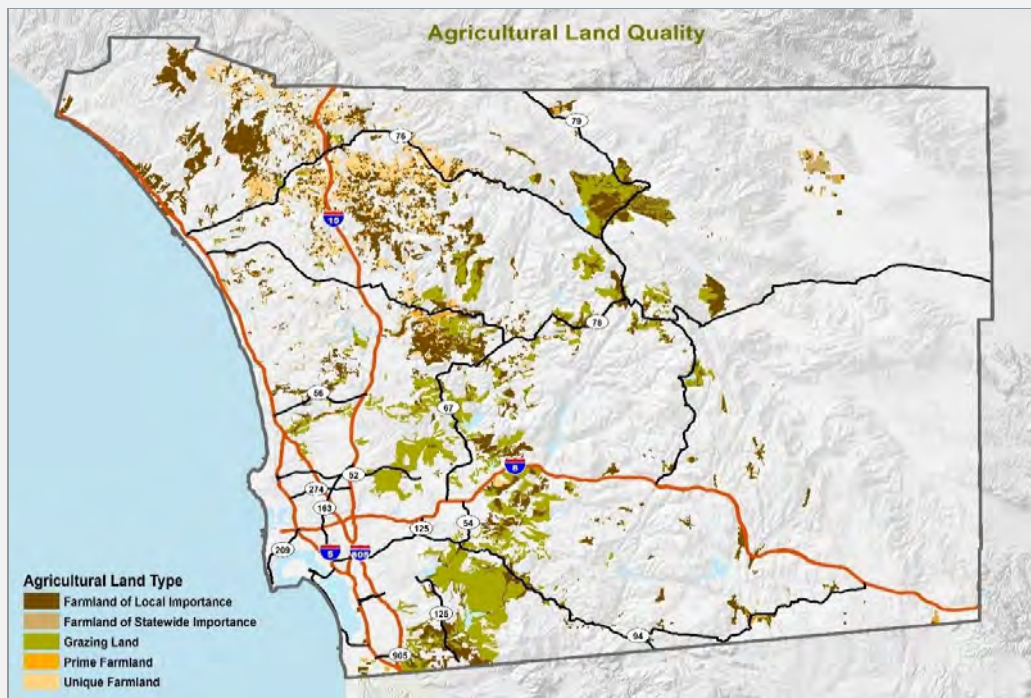 Agricultural Land Quality
79
76
15
78
56
67
8
52
274
163
54
125
209
5
805
125
94
905
Agricultural Land Type
Farmland of Local Importance
Farmland of Statewide Importance
Grazing Land
Prime Farmland
Unique Farmland